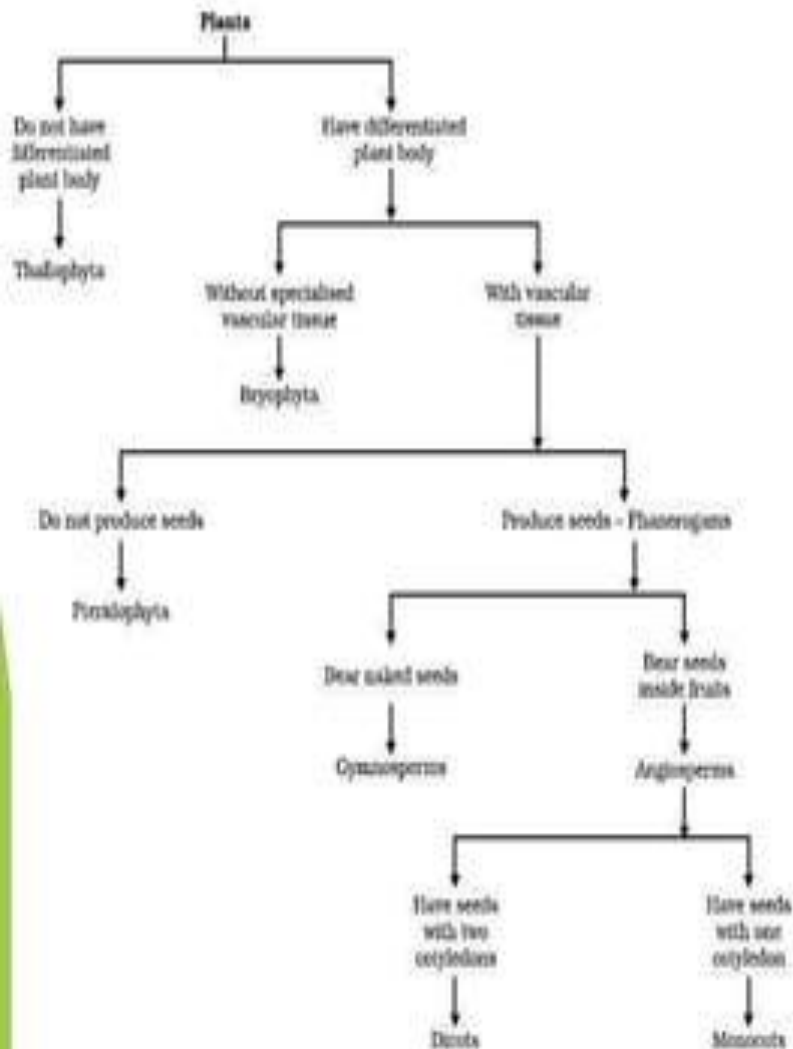 Plants
Do not have
differentiated
plant body
Have differentiated
plant body
Thallophyta
Without specialised
vascular tissue
With vascular
tissue
Bryophyta
Do not produce seeds
Produce seeds – Phanerogams
Pteridophyta
Bear naked seeds
Bear seeds
inside fruits
Gymnosperms
Angiosperms
Have seeds
with two
cotyledons
Have seeds
with one
cotyledon
Dicots
Monocots